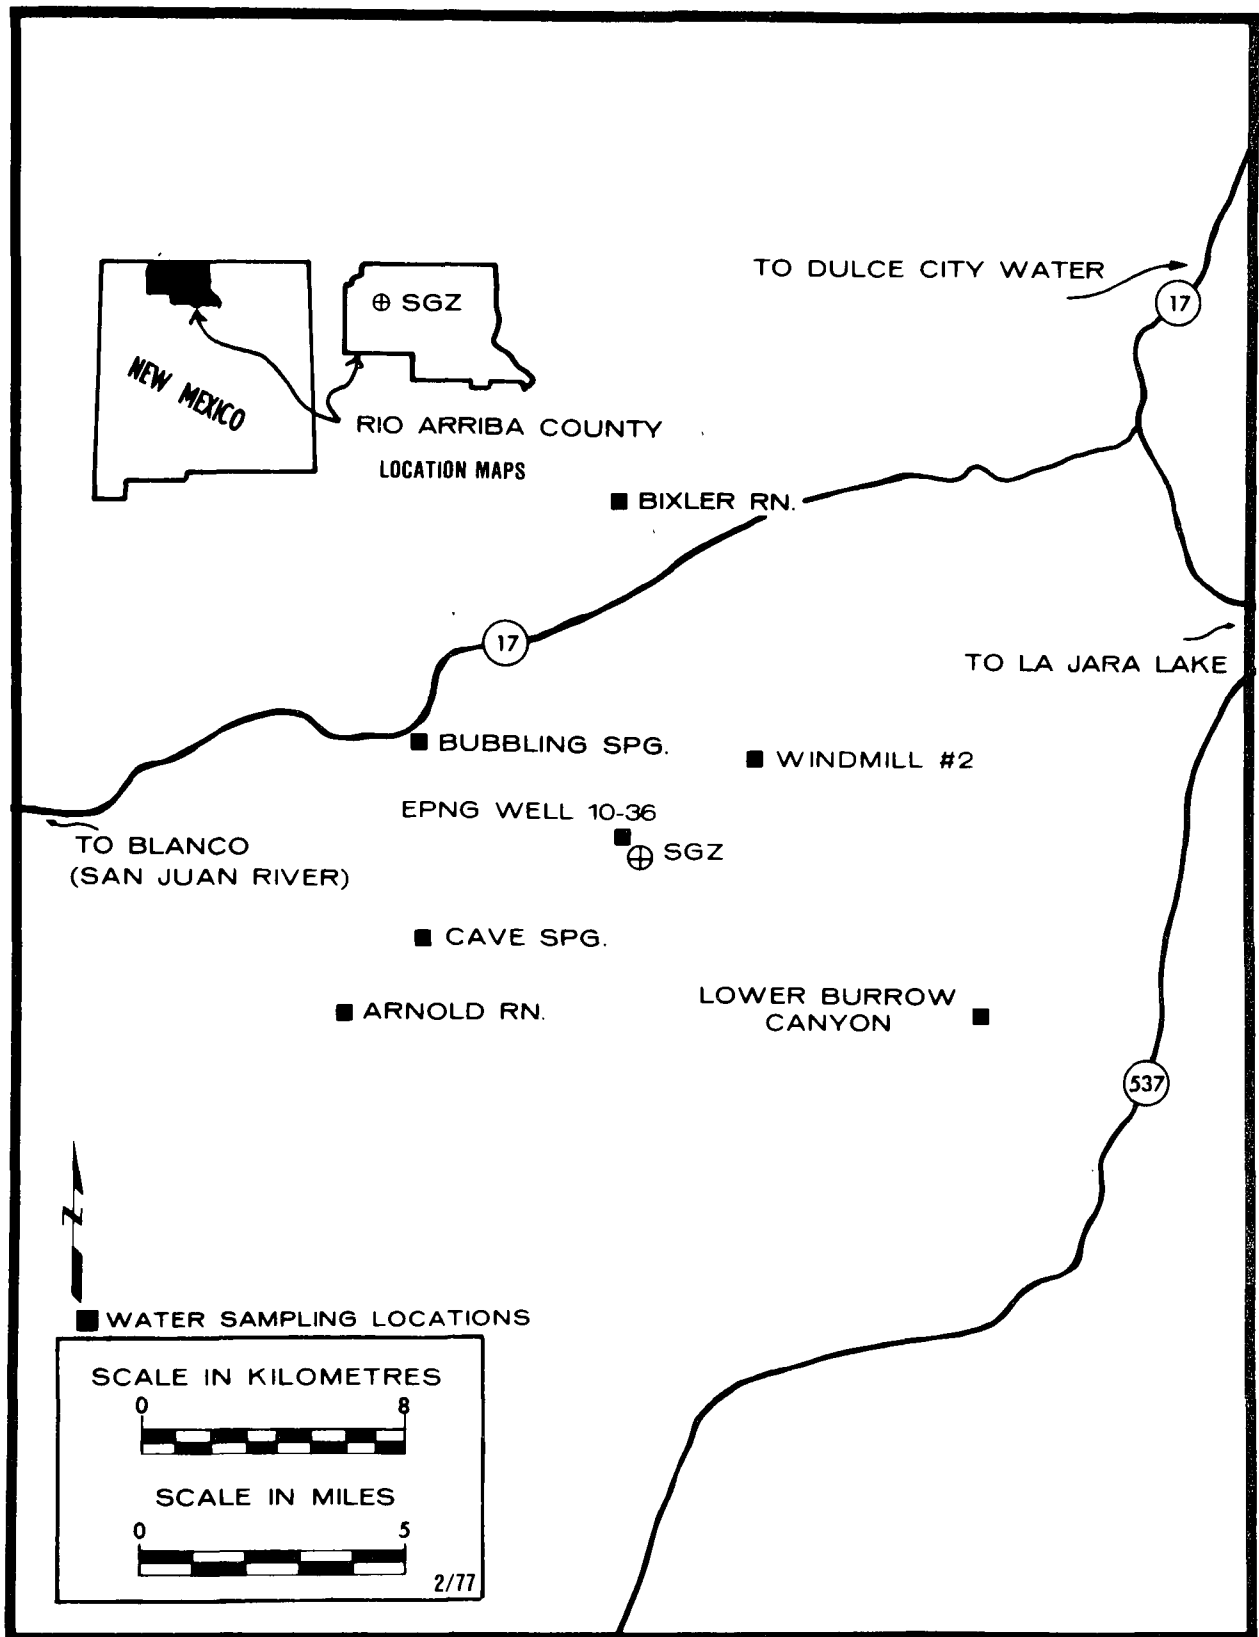 TO DULCE CITY WATER
17
⊕ SGZ
NEW MEXICO
RIO ARRIBA COUNTY
LOCATION MAPS
BIXLER RN.
17
TO LA JARA LAKE
BUBBLING SPG.
WINDMILL #2
EPNG WELL 10-36
SGZ
TO BLANCO
(SAN JUAN RIVER)
CAVE SPG.
ARNOLD RN.
LOWER BURROW
CANYON
537
N
WATER SAMPLING LOCATIONS
SCALE IN KILOMETRES
0 8
SCALE IN MILES
0 5
2/77